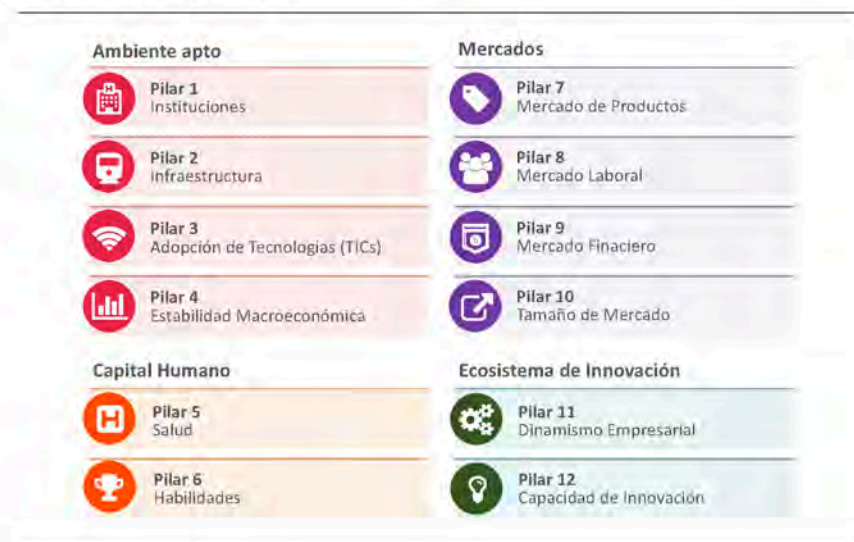 Ambiente apto
Pilar 1
Instituciones
Pilar 2
Infraestructura
Pilar 3
Adopción de Tecnologías (TICs)
Pilar 4
Estabilidad Macroeconómica
Capital Humano
Pilar 5
Salud
Pilar 6
Habilidades
Mercados
Pilar 7
Mercado de Productos
Pilar 8
Mercado Laboral
Pilar 9
Mercado Finaciero
Pilar 10
Tamaño de Mercado
Ecosistema de Innovación
Pilar 11
Dinamismo Empresarial
Pilar 12
Capacidad de Innovación